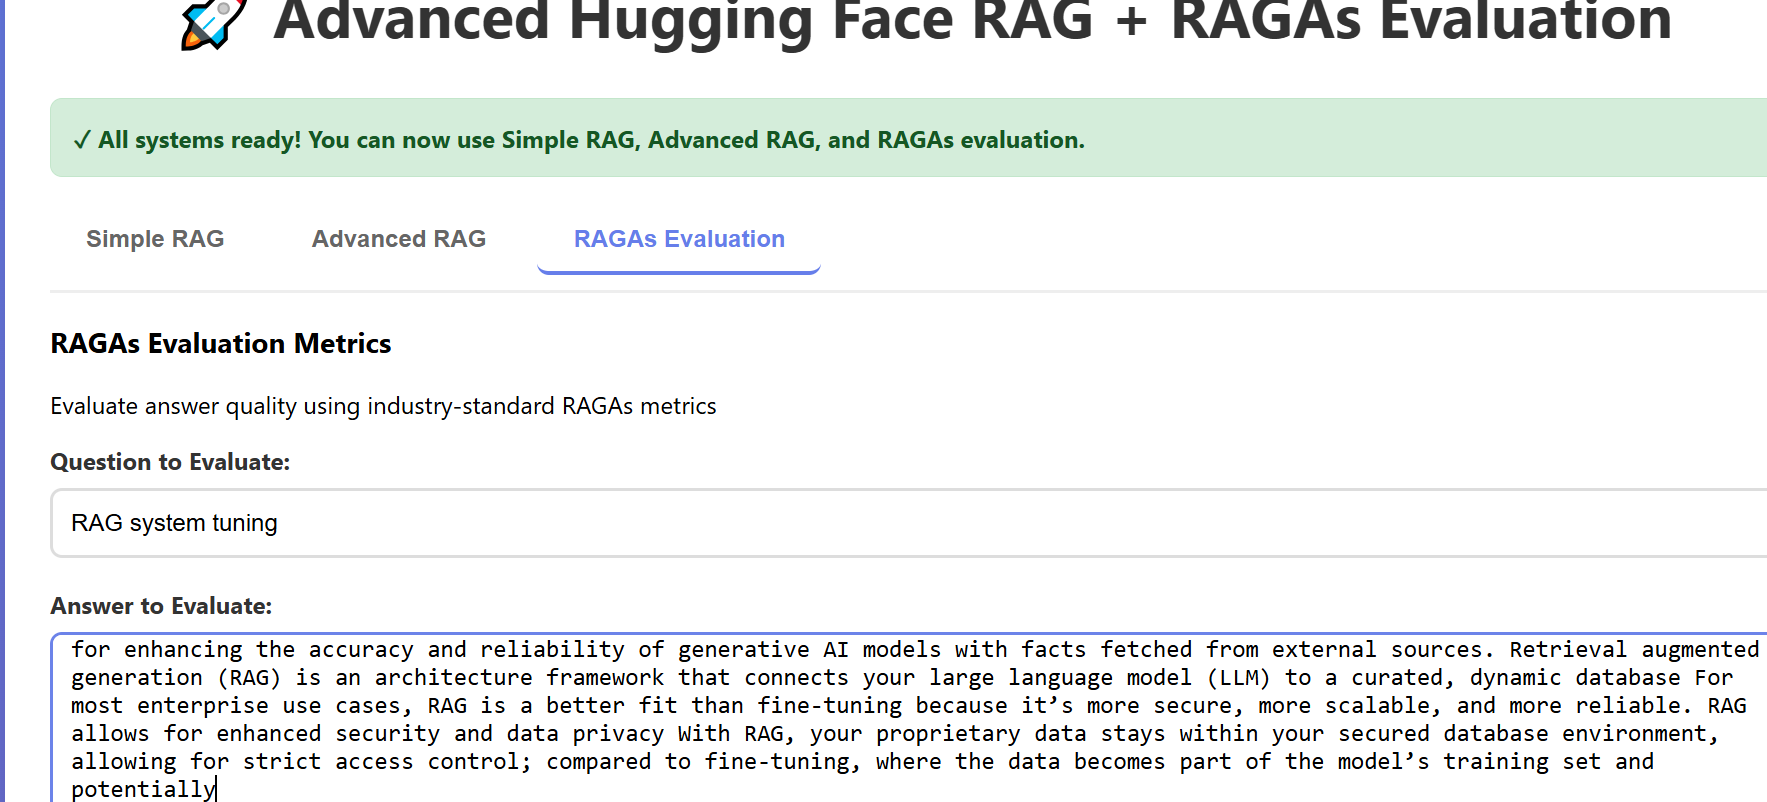 Advanced Hugging Face RAG + RAGAs Evaluation
✓ All systems ready! You can now use Simple RAG, Advanced RAG, and RAGAs evaluation.
Simple RAG Advanced RAG RAGAs Evaluation
RAGAs Evaluation Metrics
Evaluate answer quality using industry-standard RAGAs metrics
Question to Evaluate:
RAG system tuning
Answer to Evaluate:
for enhancing the accuracy and reliability of generative AI models with facts fetched from external sources. Retrieval augmented
generation (RAG) is an architecture framework that connects your large language model (LLM) to a curated, dynamic database For
most enterprise use cases, RAG is a better fit than fine-tuning because it’s more secure, more scalable, and more reliable. RAG
allows for enhanced security and data privacy With RAG, your proprietary data stays within your secured database environment,
allowing for strict access control; compared to fine-tuning, where the data becomes part of the model’s training set and
potentially